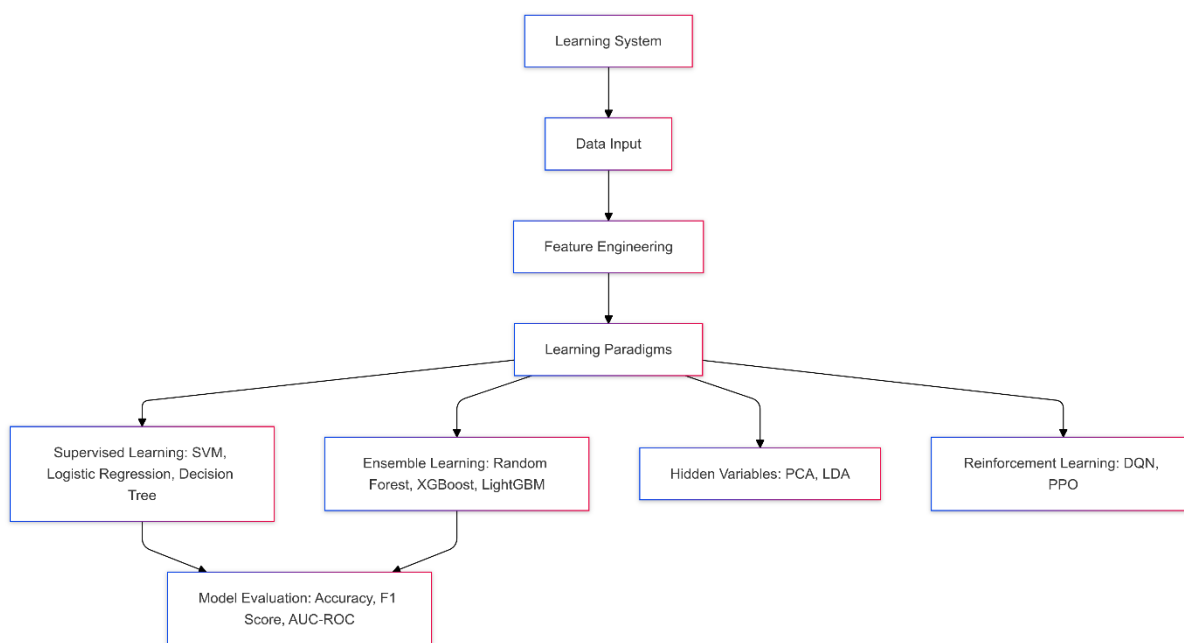 Learning System
Data Input
Feature Engineering
Learning Paradigms
Supervised Learning: SVM,
Logistic Regression, Decision
Tree
Ensemble Learning: Random
Forest, XGBoost, LightGBM
Hidden Variables: PCA, LDA
Reinforcement Learning: DQN,
PPO
Model Evaluation: Accuracy, F1
Score, AUC-ROC